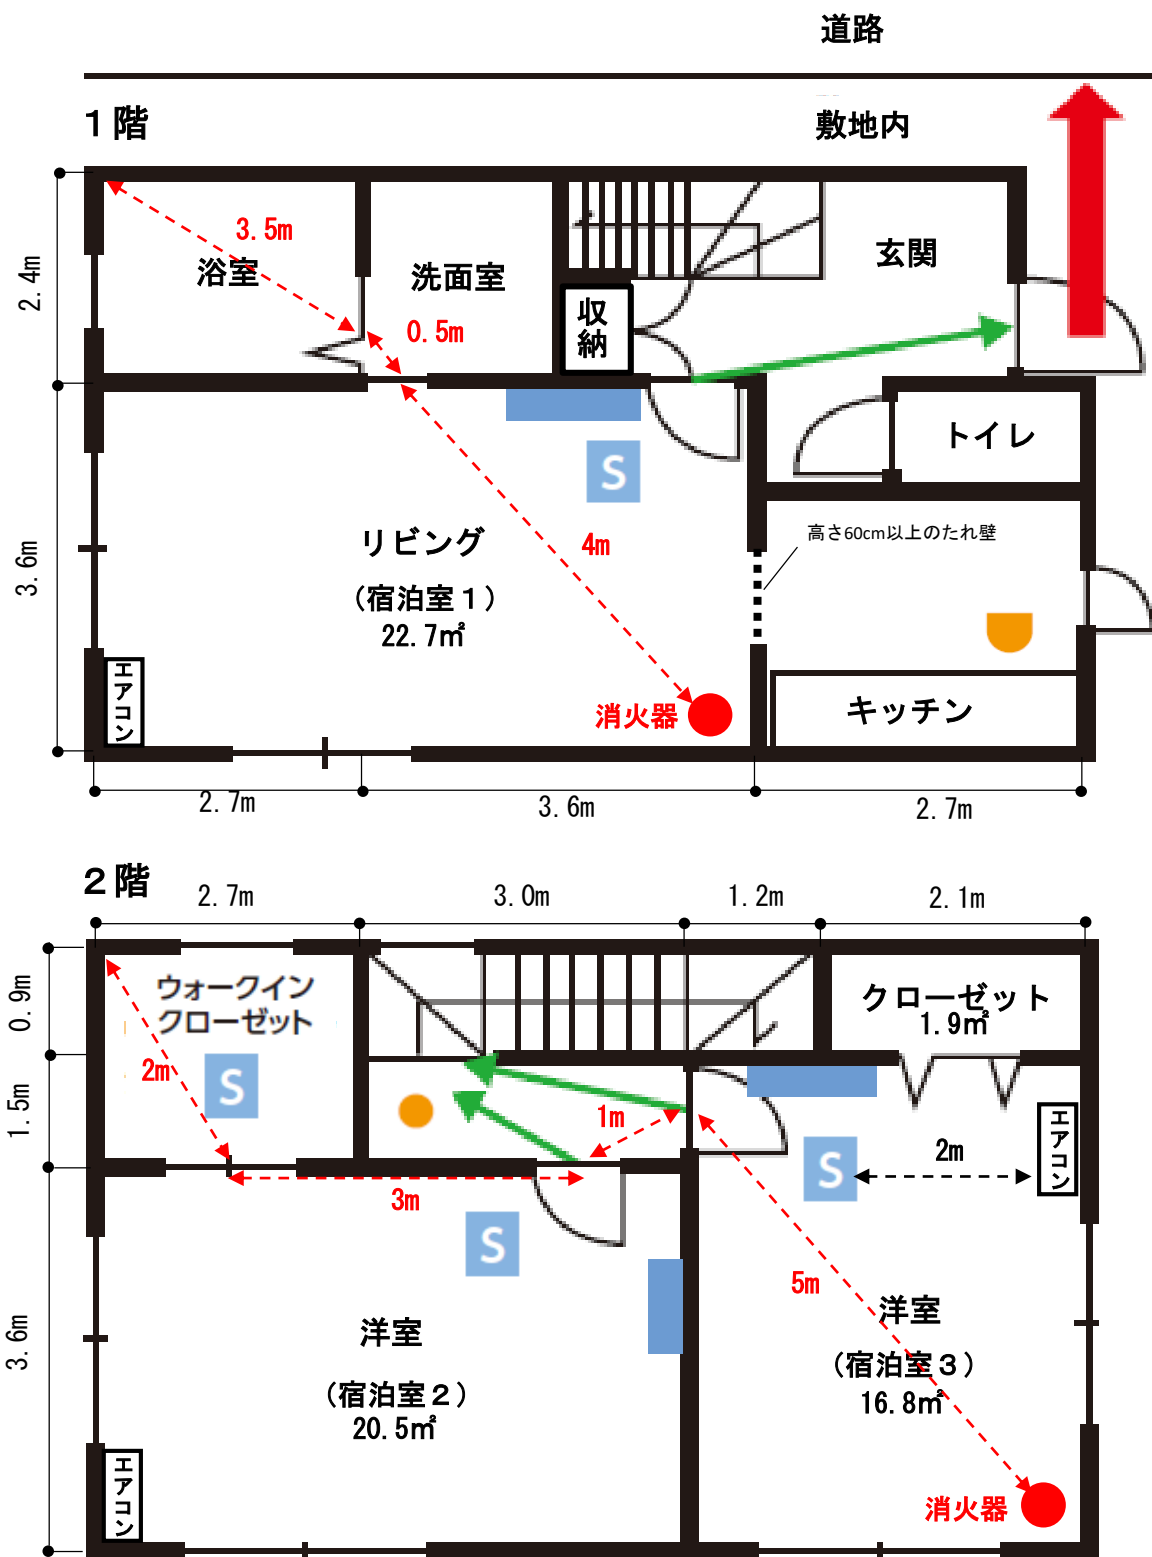 道路
１階
敷地内
3.5m
浴室
洗面室
0.5m
収納
玄関
2.4m
トイレ
S
高さ60cm以上のたれ壁
リビング
（宿泊室１）
22.7㎡
4m
3.6m
エアコン
消火器
キッチン
2.7m
3.6m
2.7m
２階
2.7m
3.0m
1.2m
2.1m
0.9m
ウォークイン
クローゼット
クローゼット
1.9㎡
2m
S
1.5m
1m
エアコン
S
2m
3m
S
5m
3.6m
洋室
（宿泊室２）
20.5㎡
洋室
（宿泊室３）
16.8㎡
エアコン
消火器